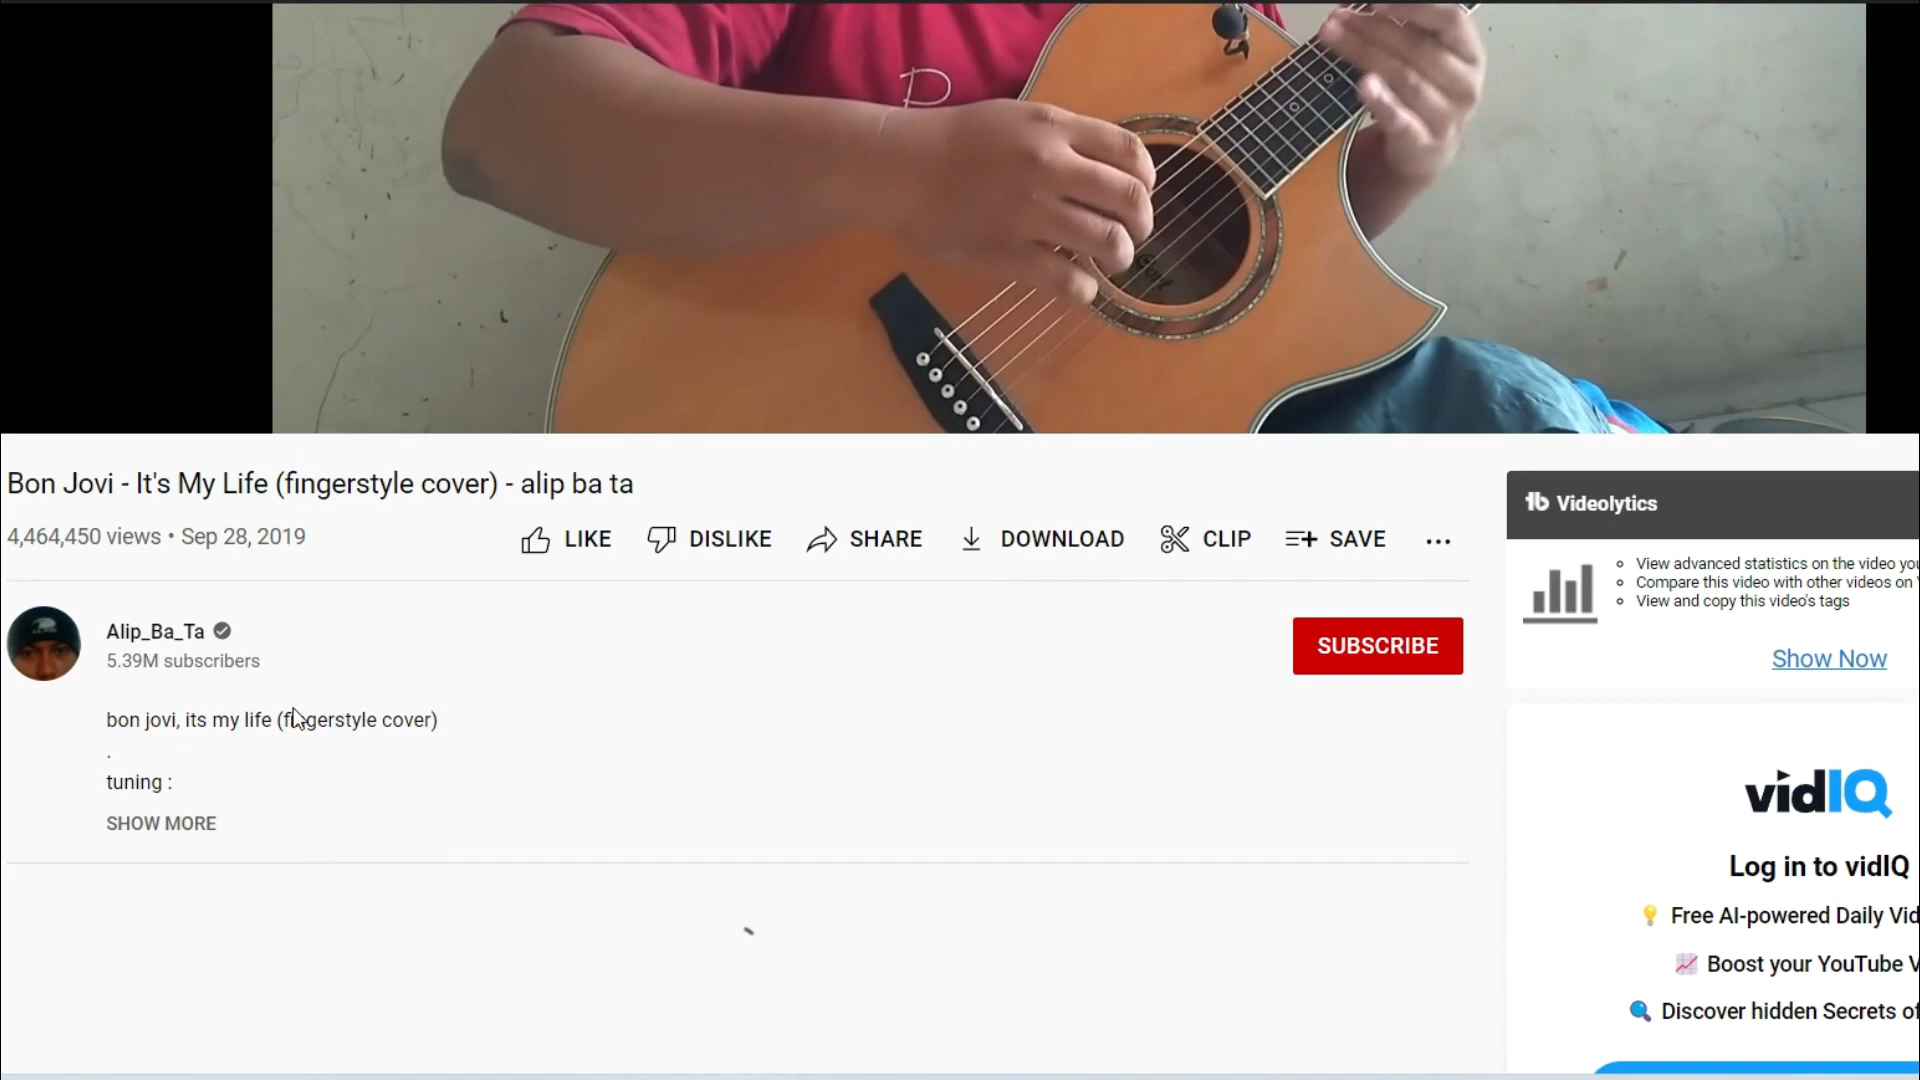 Bon Jovi - It's My Life (fingerstyle cover) - alip ba ta
4,464,450 views • Sep 28, 2019
LIKE
DISLIKE
SHARE
DOWNLOAD
CLIP
SAVE
Alip_Ba_Ta
5.39M subscribers
SUBSCRIBE
bon jovi, its my life (fingerstyle cover)
.
tuning :
SHOW MORE
tb Videolytics
View advanced statistics on the video you
Compare this video with other videos on
View and copy this video's tags
Show Now
vidIQ
Log in to vidIQ
Free AI-powered Daily Vid
Boost your YouTube V
Discover hidden Secrets of